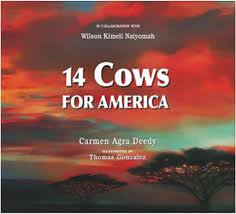 IN COLLABORATION WITH
Wilson Kimeli Naiyomah
14 COWS
FOR AMERICA
Carmen Agra Deedy
ILLUSTRATED BY
Thomas Gonzalez